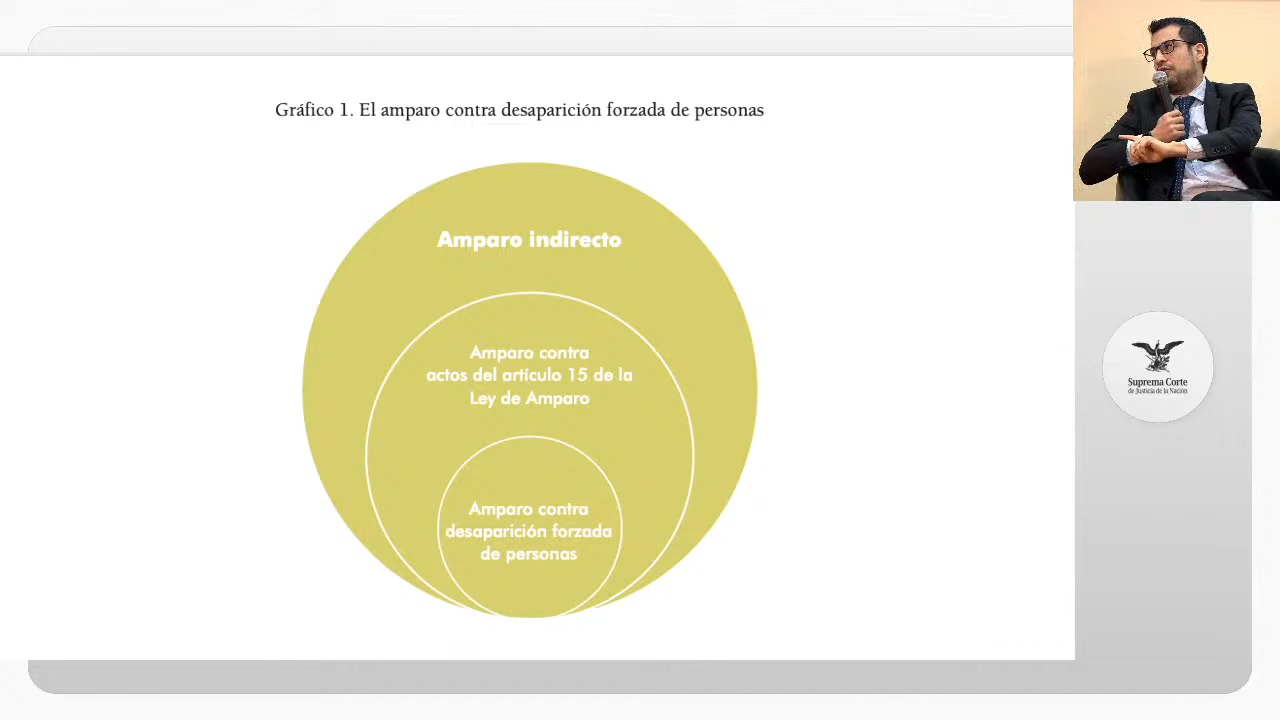 Gráfico 1. El amparo contra desaparición forzada de personas
Amparo indirecto
Amparo contra
actos del artículo 15 de la
Ley de Amparo
Amparo contra
desaparición forzada
de personas
Suprema Corte
de Justicia de la Nación